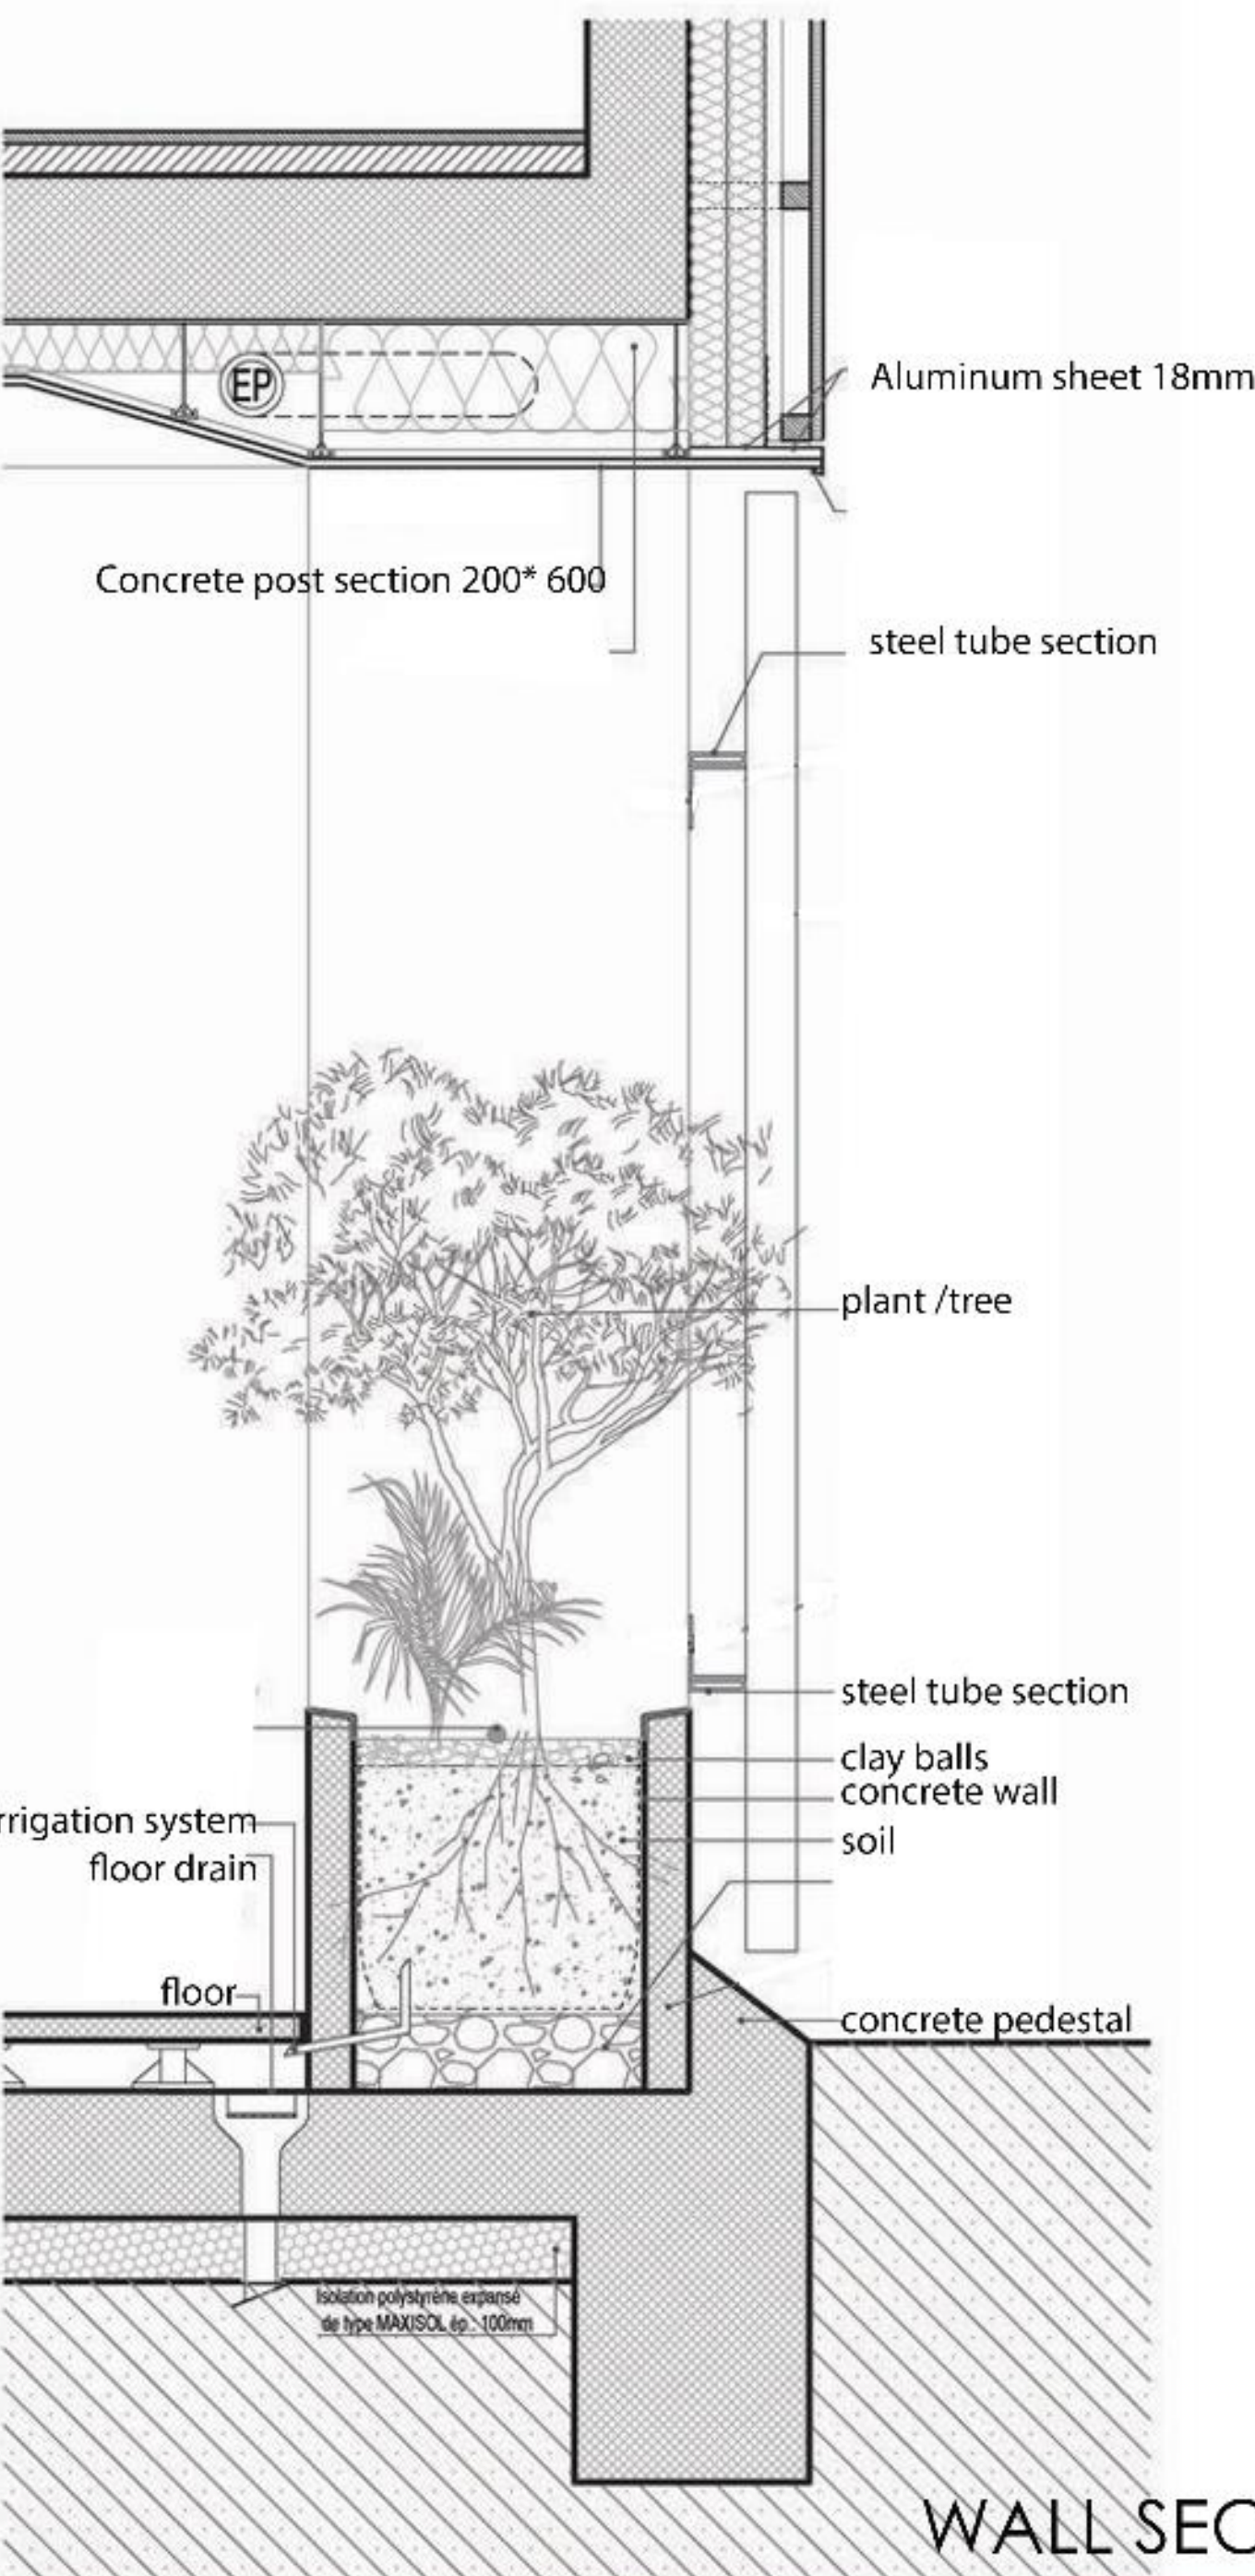 EP
Aluminum sheet 18mm
Concrete post section 200* 600
steel tube section
plant /tree
steel tube section
clay balls
concrete wall
rrigation system
soil
floor drain
floor
concrete pedestal
Isolation polystyrène expansé
de type MAXISOL ép : 100mm
WALL SEC